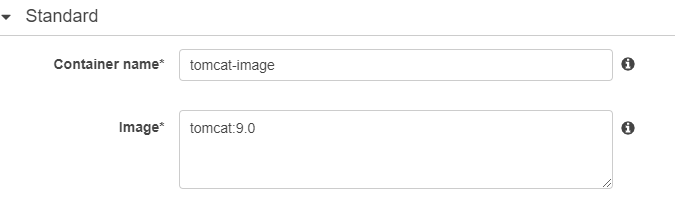 Standard
Container name* tomcat-image
Image* tomcat:9.0